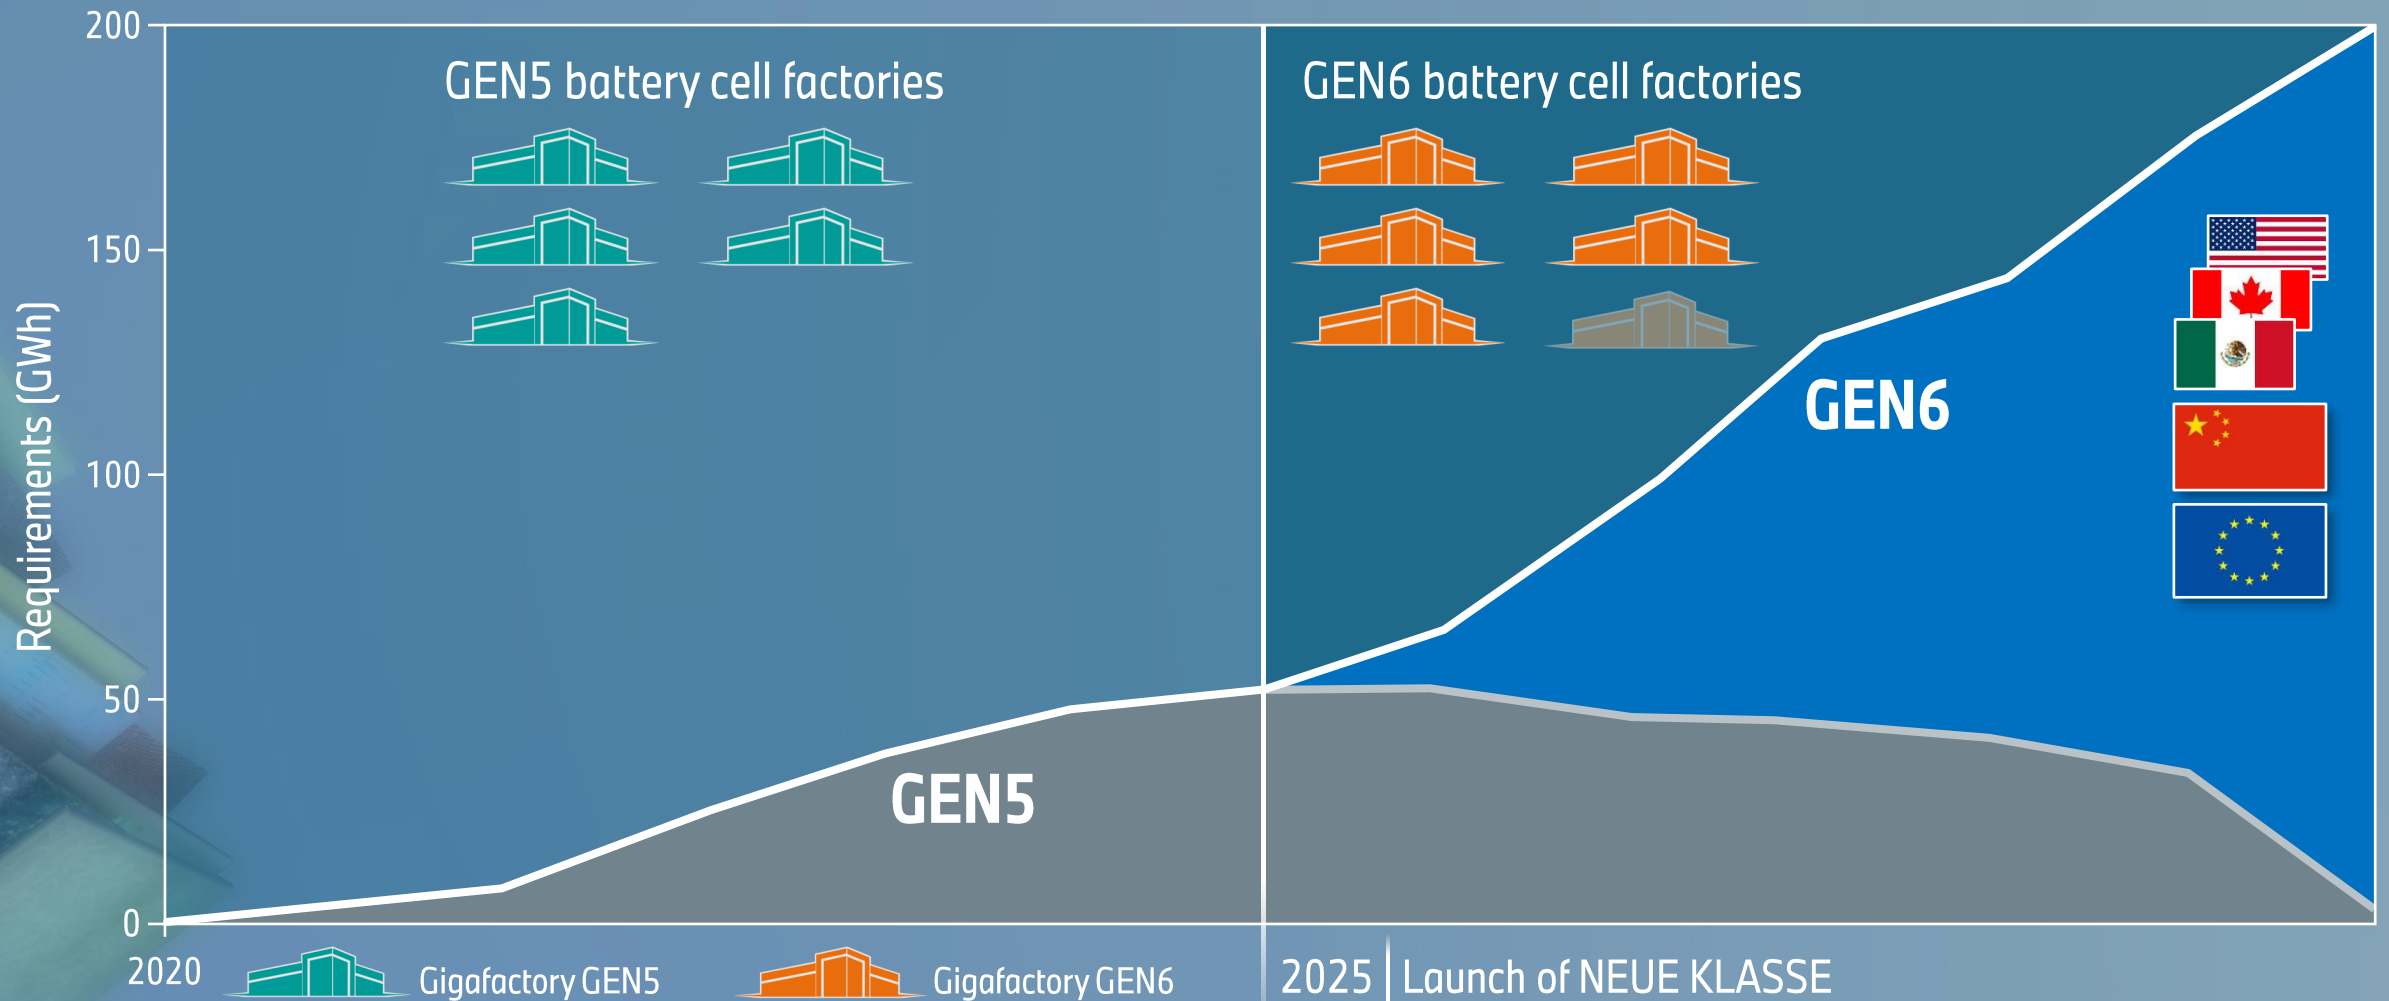 200
150
100
50
0
Requirements (GWh)
GEN5 battery cell factories
GEN6 battery cell factories
GEN6
GEN5
2020
Gigafactory GEN5
Gigafactory GEN6
2025
Launch of NEUE KLASSE